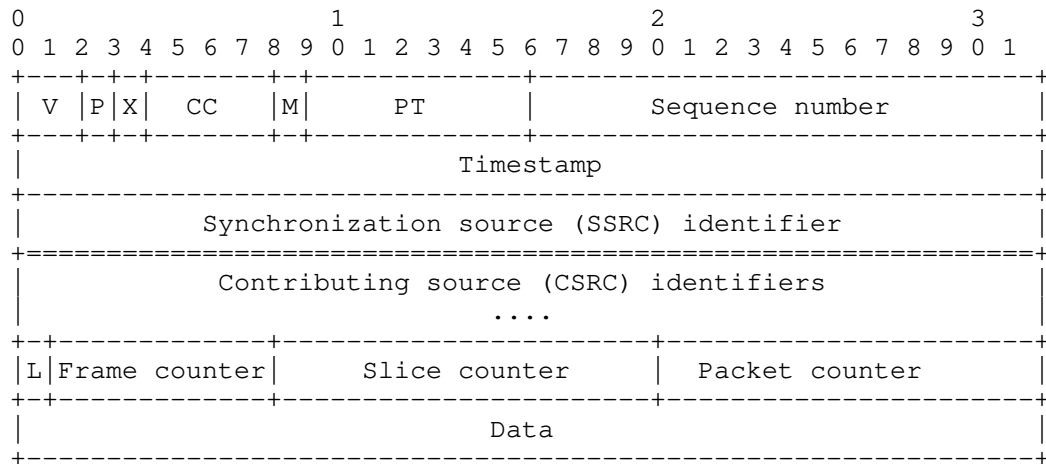 0 1 2 3
0 1 2 3 4 5 6 7 8 9 0 1 2 3 4 5 6 7 8 9 0 1 2 3 4 5 6 7 8 9 0 1
V P X CC M PT Sequence number
Timestamp
Synchronization source (SSRC) identifier
Contributing source (CSRC) identifiers
....
L Frame counter Slice counter Packet counter
Data